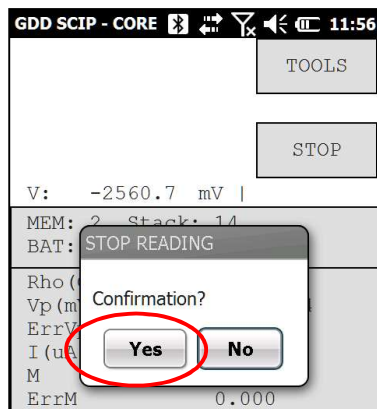 GDD SCIP - CORE 11:56
TOOLS
STOP
V: -2560.7 mV |
MEM: 2 Stack: 14
BAT:
STOP READING
Confirmation?
Yes No
Rho(
Vp(m
ErrV
I(uA
M
ErrM 0.000